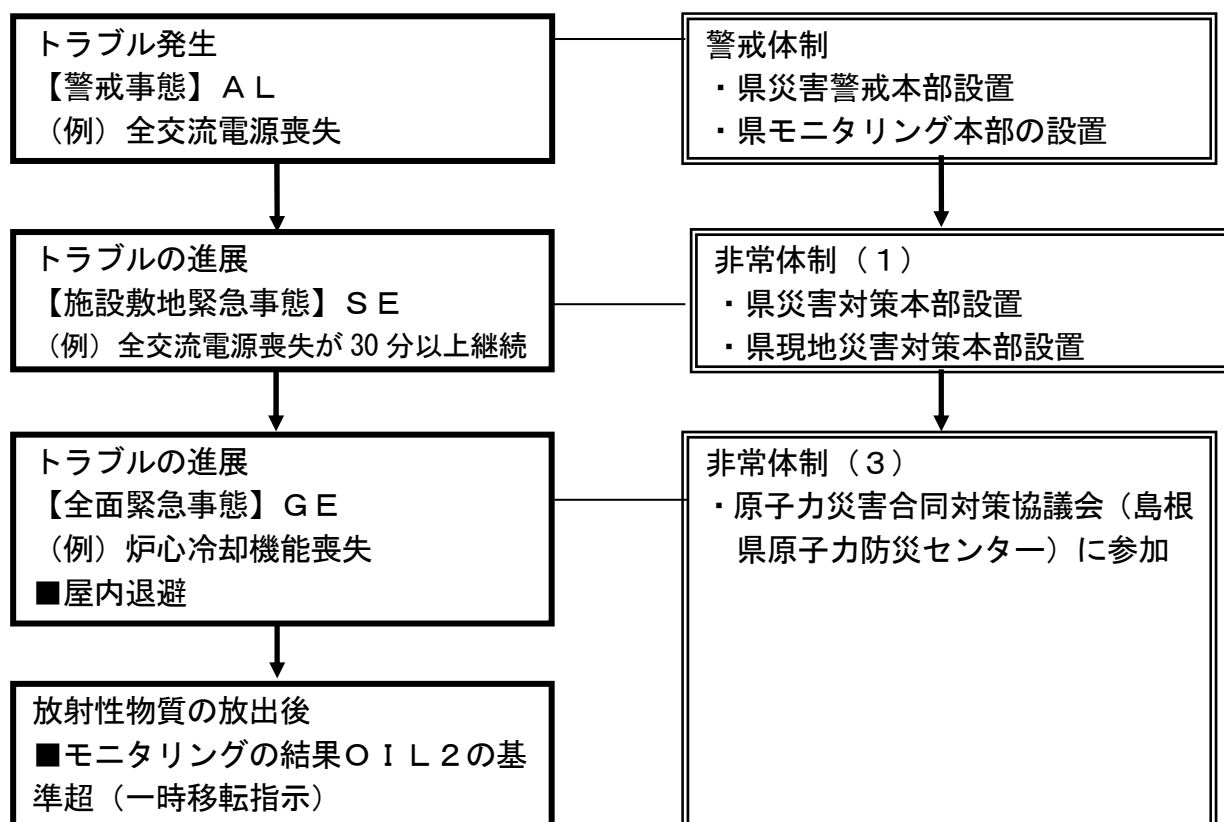 トラブル発生
【警戒事態】ＡＬ
（例）全交流電源喪失
警戒体制
・県災害警戒本部設置
・県モニタリング本部の設置
トラブルの進展
【施設敷地緊急事態】ＳＥ
（例）全交流電源喪失が 30 分以上継続
非常体制（１）
・県災害対策本部設置
・県現地災害対策本部設置
トラブルの進展
【全面緊急事態】ＧＥ
（例）炉心冷却機能喪失
■屋内退避
非常体制（３）
・原子力災害合同対策協議会（島根
県原子力防災センター）に参加
放射性物質の放出後
■モニタリングの結果ＯＩＬ２の基
準超（一時移転指示）